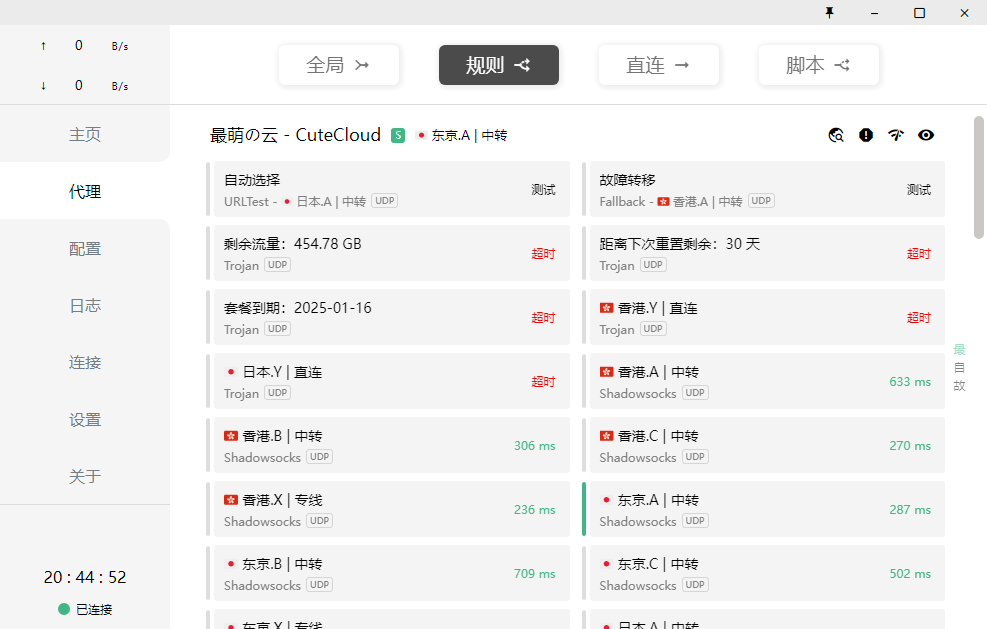 ↑ 0 B/s
↓ 0 B/s
主页
代理
配置
日志
连接
设置
关于
20 : 44 : 52
已连接
全局
规则
直连
脚本
最萌の云 - CuteCloud S 东京.A | 中转
自动选择
URLTest - 日本.A | 中转 UDP
测试
故障转移
Fallback - 香港.A | 中转 UDP
测试
剩余流量：454.78 GB
Trojan UDP
超时
距离下次重置剩余：30 天
Trojan UDP
超时
套餐到期：2025-01-16
Trojan UDP
超时
香港.Y | 直连
Trojan UDP
超时
日本.Y | 直连
Trojan UDP
超时
香港.A | 中转
Shadowsocks UDP
633 ms
香港.B | 中转
Shadowsocks UDP
306 ms
香港.C | 中转
Shadowsocks UDP
270 ms
香港.X | 专线
Shadowsocks UDP
236 ms
东京.A | 中转
Shadowsocks UDP
287 ms
东京.B | 中转
Shadowsocks UDP
709 ms
东京.C | 中转
Shadowsocks UDP
502 ms
东京.X | 专线
日本.A | 中转
最
自
故